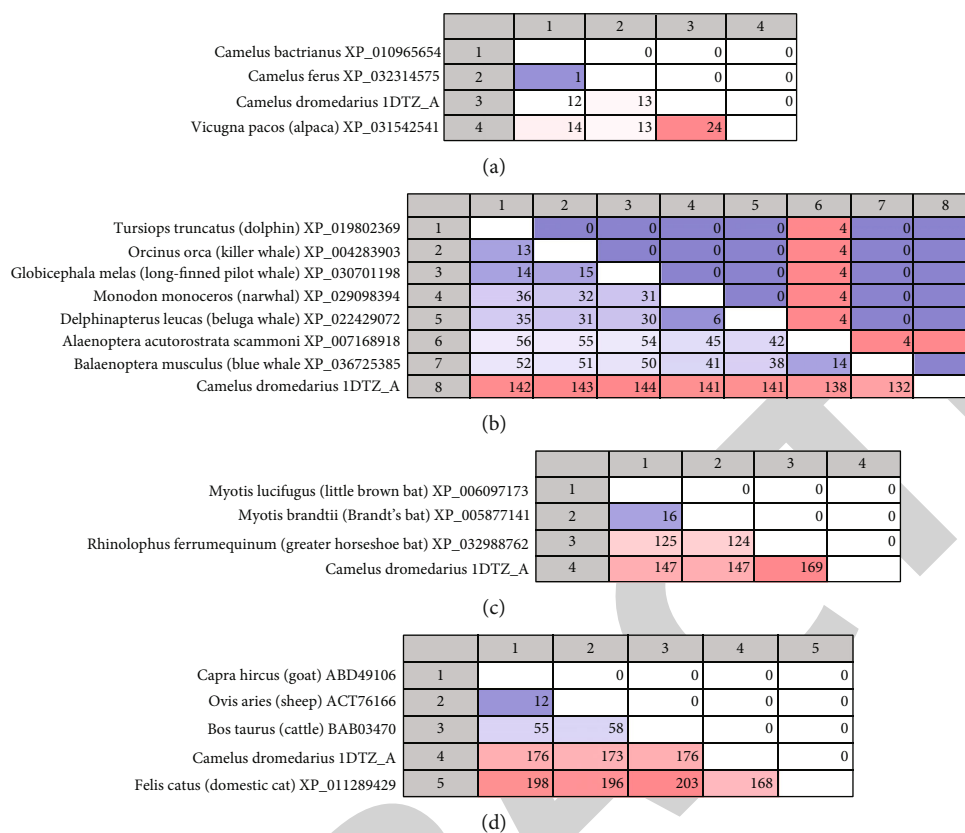 1 2 3 4
Camelus bactrianus XP_010965654 1 0 0 0
Camelus ferus XP_032314575 2 1 0 0
Camelus dromedarius 1DTZ_A 3 12 13 0
Vicugna pacos (alpaca) XP_031542541 4 14 13 24
(a)
1 2 3 4 5 6 7 8
Tursiops truncatus (dolphin) XP_019802369 1 0 0 0 0 4 0
Orcinus orca (killer whale) XP_004283903 2 13 0 0 0 4 0
Globicephala melas (long-finned pilot whale) XP_030701198 3 14 15 0 0 4 0
Monodon monoceros (narwhal) XP_029098394 4 36 32 31 0 4 0
Delphinapterus leucas (beluga whale) XP_022429072 5 35 31 30 6 4 0
Alaenoptera acutorostrata scammoni XP_007168918 6 56 55 54 45 42 4
Balaenoptera musculus (blue whale XP_036725385 7 52 51 50 41 38 14
Camelus dromedarius 1DTZ_A 8 142 143 144 141 141 138 132
(b)
1 2 3 4
Myotis lucifugus (little brown bat) XP_006097173 1 0 0 0
Myotis brandtii (Brandt's bat) XP_005877141 2 16 0 0
Rhinolophus ferrumequinum (greater horseshoe bat) XP_032988762 3 125 124 0
Camelus dromedarius 1DTZ_A 4 147 147 169
(c)
1 2 3 4 5
Capra hircus (goat) ABD49106 1 0 0 0 0
Ovis aries (sheep) ACT76166 2 12 0 0 0
Bos taurus (cattle) BAB03470 3 55 58 0 0
Camelus dromedarius 1DTZ_A 4 176 173 176 0
Felis catus (domestic cat) XP_011289429 5 198 196 203 168
(d)